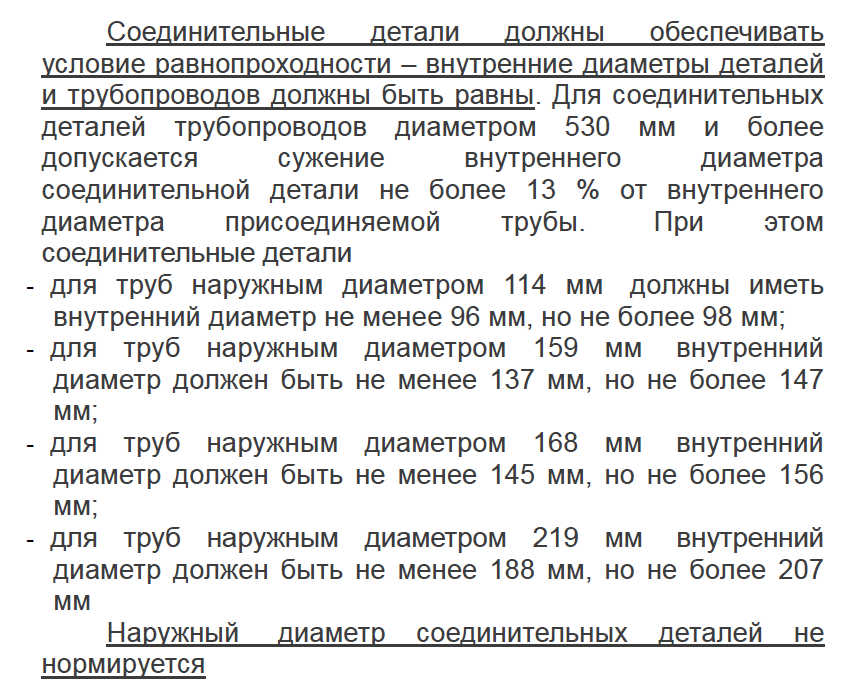 Соединительные детали должны обеспечивать
условие равнопроходности – внутренние диаметры деталей
и трубопроводов должны быть равны. Для соединительных
деталей трубопроводов диаметром 530 мм и более
допускается сужение внутреннего диаметра
соединительной детали не более 13 % от внутреннего
диаметра присоединяемой трубы. При этом
соединительные детали
- для труб наружным диаметром 114 мм должны иметь
внутренний диаметр не менее 96 мм, но не более 98 мм;
- для труб наружным диаметром 159 мм внутренний
диаметр должен быть не менее 137 мм, но не более 147
мм;
- для труб наружным диаметром 168 мм внутренний
диаметр должен быть не менее 145 мм, но не более 156
мм;
- для труб наружным диаметром 219 мм внутренний
диаметр должен быть не менее 188 мм, но не более 207
мм
Наружный диаметр соединительных деталей не
нормируется